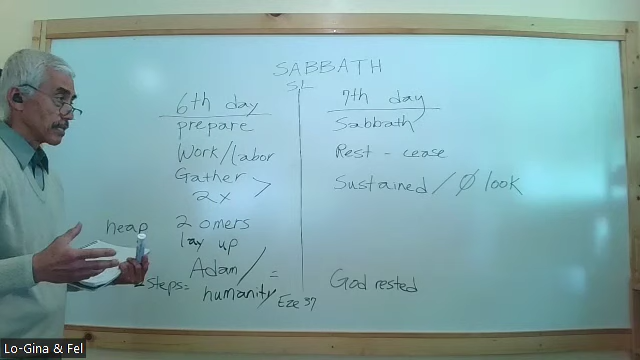 SABBATH
SL
6th day
7th day
prepare
Sabbath
Work/labor
Rest - cease
Gather >
2x
Sustained / Ø look
heap
2 omers
lay up
Adam / =
steps=
humanity
Eze 37
God rested
Lo-Gina & Fel